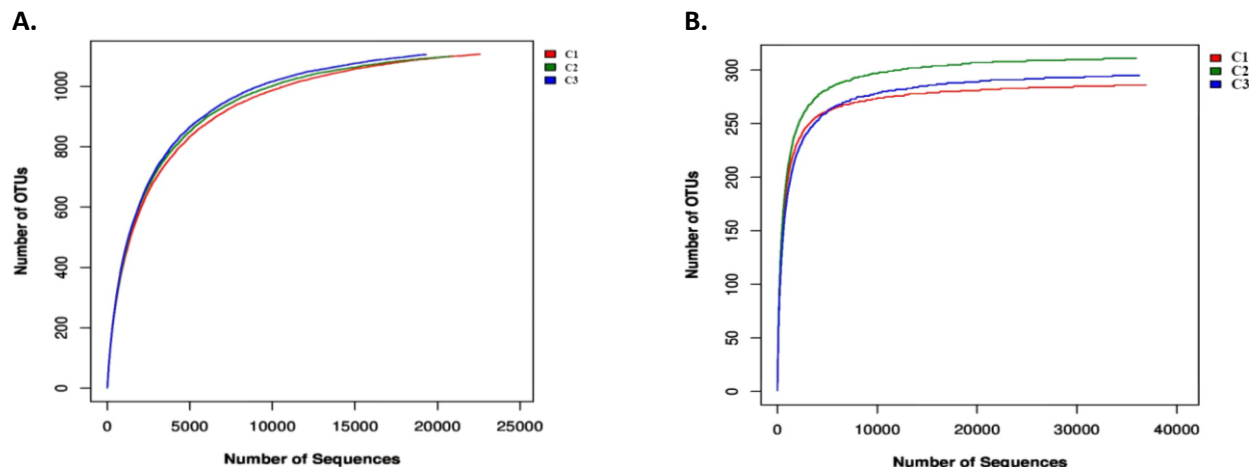 A.
Number of OTUs
0
200
400
600
800
1000
0 5000 10000 15000 20000 25000
Number of Sequences
C1
C2
C3
B.
Number of OTUs
0
50
100
150
200
250
300
0 10000 20000 30000 40000
Number of Sequences
C1
C2
C3